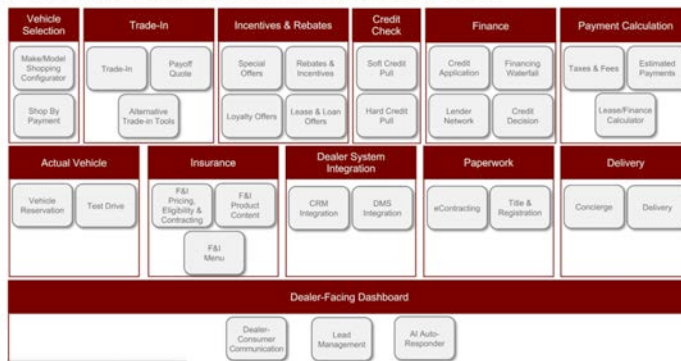 Vehicle
Selection
Make/Model
Shopping
Configurator
Shop By
Payment
Trade-In
Trade-In
Payoff
Quote
Alternative
Trade-in Tools
Incentives & Rebates
Special
Offers
Rebates &
Incentives
Loyalty Offers
Lease & Loan
Offers
Credit
Check
Soft Credit
Pull
Hard Credit
Pull
Finance
Credit
Application
Financing
Waterfall
Lender
Network
Credit
Decision
Payment Calculation
Taxes & Fees
Estimated
Payments
Lease/Finance
Calculator
Actual Vehicle
Vehicle
Reservation
Test Drive
Insurance
F&I
Pricing,
Eligibility &
Contracting
F&I
Product
Content
F&I
Menu
Dealer System
Integration
CRM
Integration
DMS
Integration
Paperwork
eContracting
Title &
Registration
Delivery
Concierge
Delivery
Dealer-Facing Dashboard
Dealer-
Consumer
Communication
Lead
Management
AI Auto-
Responder